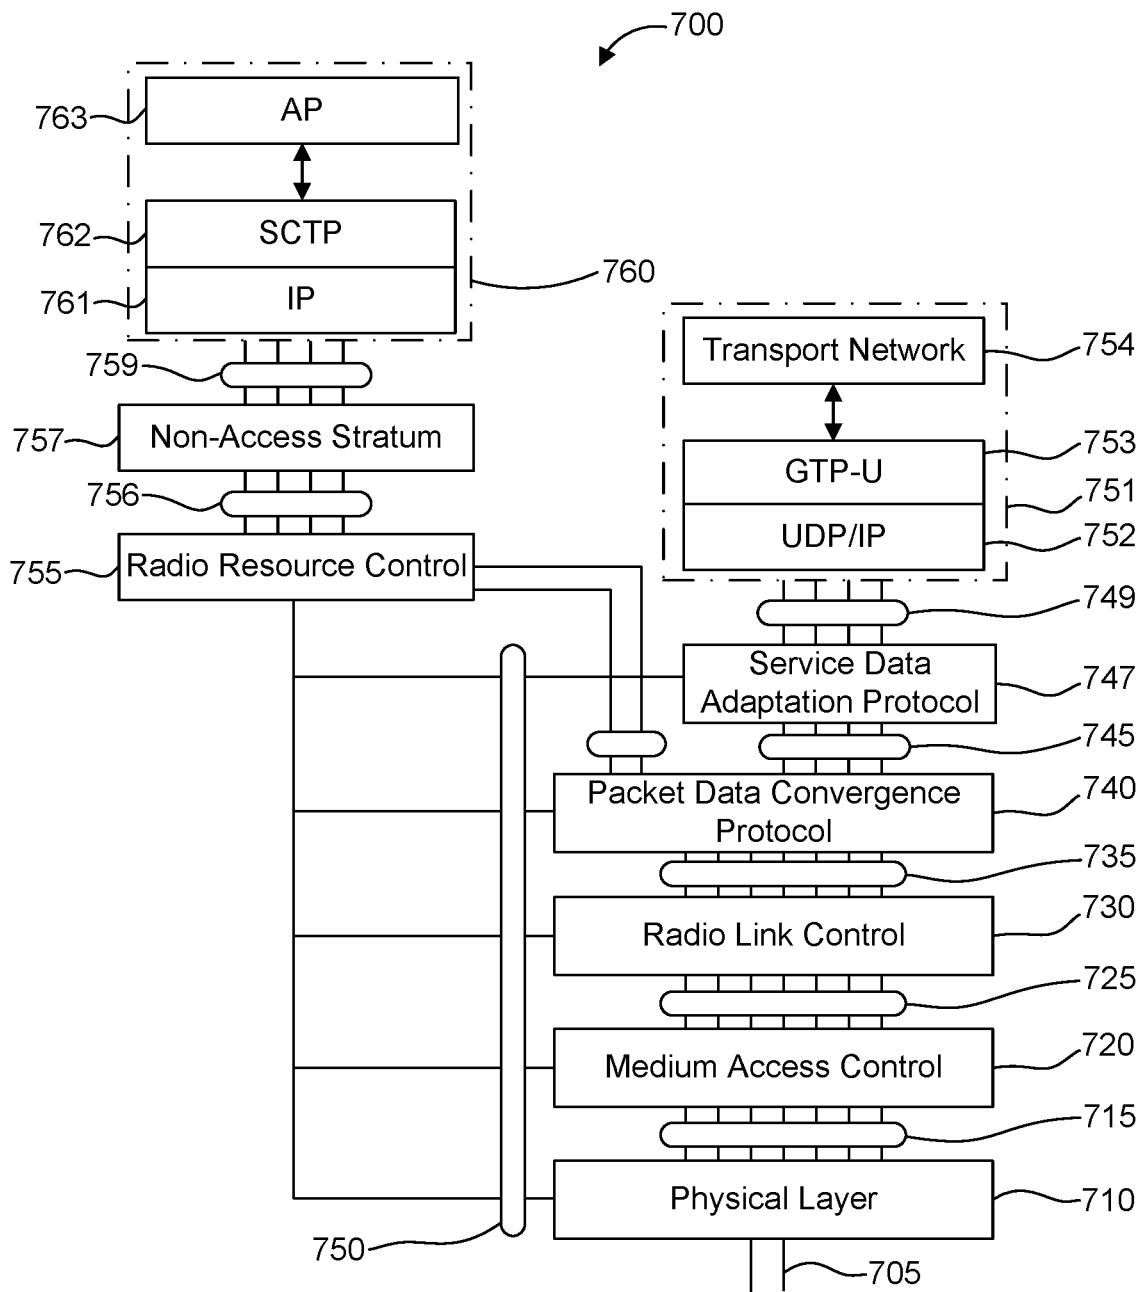 700
763
AP
762
SCTP
761
IP
760
759
757
Non-Access Stratum
756
755
Radio Resource Control
Transport Network
754
GTP-U
753
751
UDP/IP
752
749
Service Data
Adaptation Protocol
747
745
Packet Data Convergence
Protocol
740
735
Radio Link Control
730
725
Medium Access Control
720
715
Physical Layer
710
750
705